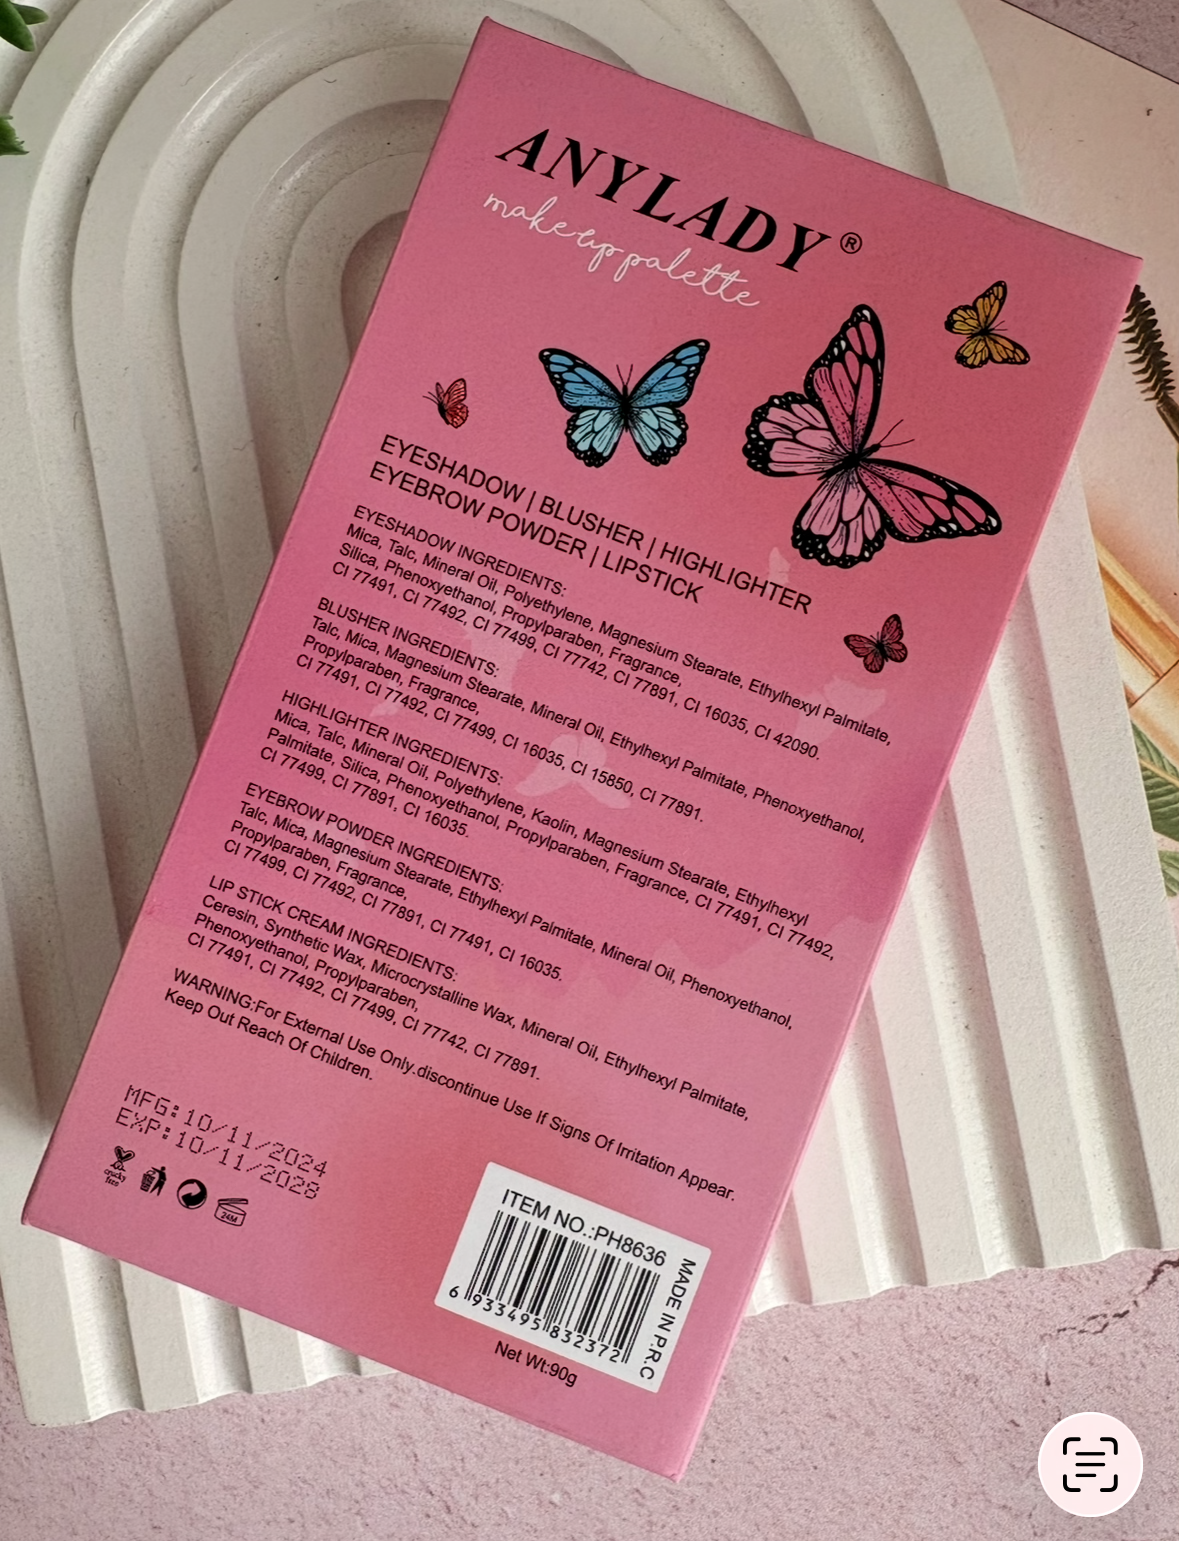 ANYLADY®
make up palette
EYESHADOW | BLUSHER | HIGHLIGHTER
EYEBROW POWDER | LIPSTICK
EYESHADOW INGREDIENTS:
Mica, Talc, Mineral Oil, Polyethylene, Magnesium Stearate, Ethylhexyl Palmitate,
Silica, Phenoxyethanol, Propylparaben, Fragrance,
CI 77491, CI 77492, CI 77499, CI 77742, CI 77891, CI 16035, CI 42090.
BLUSHER INGREDIENTS:
Talc, Mica, Magnesium Stearate, Mineral Oil, Ethylhexyl Palmitate, Phenoxyethanol,
Propylparaben, Fragrance,
CI 77491, CI 77492, CI 77499, CI 16035, CI 15850, CI 77891.
HIGHLIGHTER INGREDIENTS:
Mica, Talc, Mineral Oil, Polyethylene, Kaolin, Magnesium Stearate, Ethylhexyl
Palmitate, Silica, Phenoxyethanol, Propylparaben, Fragrance, CI 77491, CI 77492,
CI 77499, CI 77891, CI 16035.
EYEBROW POWDER INGREDIENTS:
Talc, Mica, Magnesium Stearate, Ethylhexyl Palmitate, Mineral Oil, Phenoxyethanol,
Propylparaben, Fragrance,
CI 77499, CI 77492, CI 77891, CI 77491, CI 16035.
LIP STICK CREAM INGREDIENTS:
Ceresin, Synthetic Wax, Microcrystalline Wax, Mineral Oil, Ethylhexyl Palmitate,
Phenoxyethanol, Propylparaben,
CI 77491, CI 77492, CI 77499, CI 77742, CI 77891.
WARNING:For External Use Only.discontinue Use If Signs Of Irritation Appear.
Keep Out Reach Of Children.
MFG:10/11/2024
EXP:10/11/2028
cruelty
free
24M
ITEM NO.:PH8636
6 933495 832372
MADE IN P.R.C
Net Wt:90g